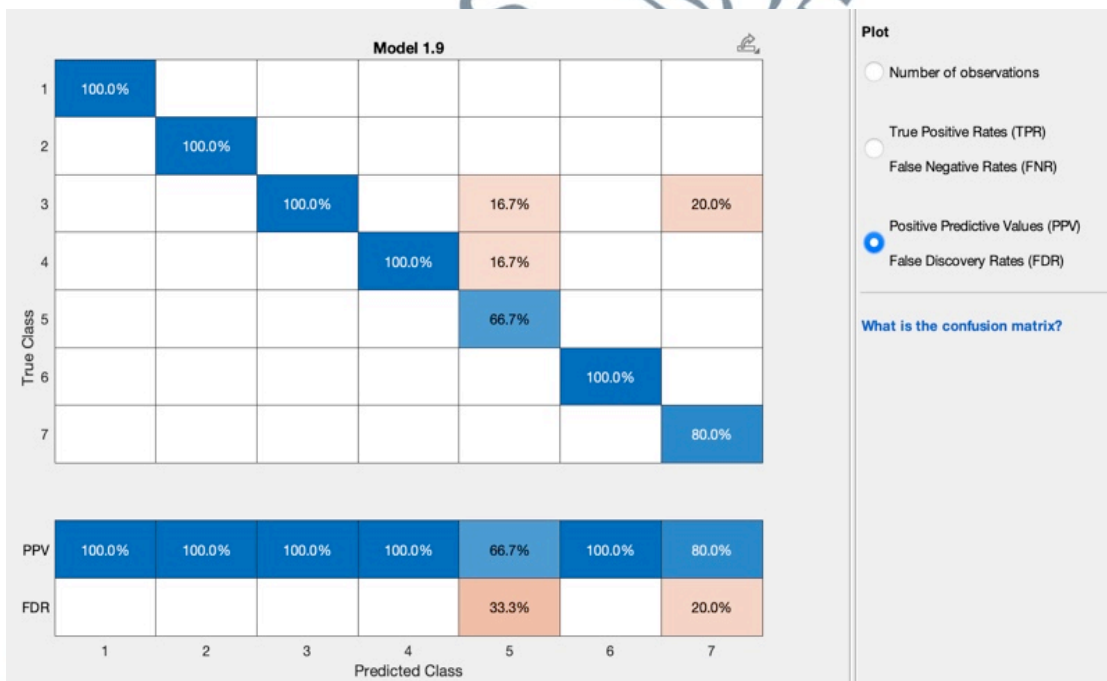 Model 1.9
1 100.0%
2 100.0%
3 100.0% 16.7% 20.0%
4 100.0% 16.7%
5 66.7%
6 100.0%
7 80.0%
True Class
PPV 100.0% 100.0% 100.0% 100.0% 66.7% 100.0% 80.0%
FDR 33.3% 20.0%
1 2 3 4 5 6 7
Predicted Class
Plot
Number of observations
True Positive Rates (TPR)
False Negative Rates (FNR)
Positive Predictive Values (PPV)
False Discovery Rates (FDR)
What is the confusion matrix?